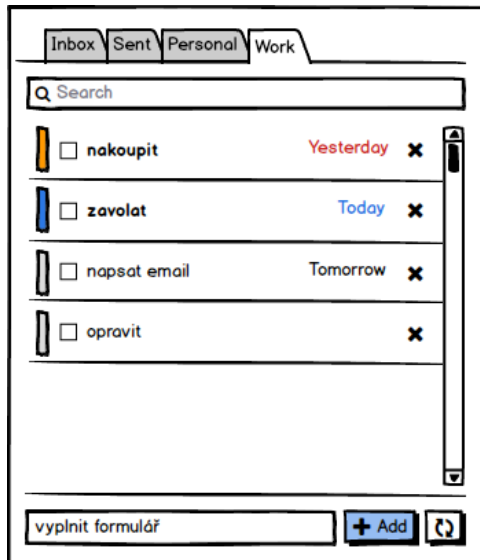 Inbox Sent Personal Work
Search
nakoupit Yesterday
zavolat Today
napsat email Tomorrow
opravit
vyplnit formulář Add